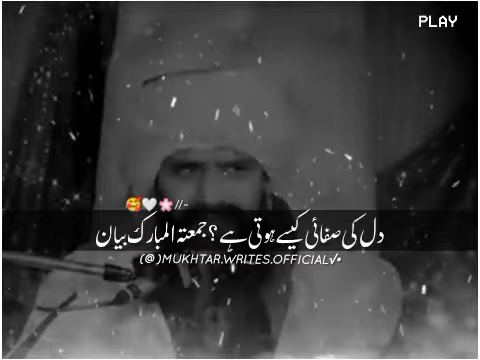 PLAY
🥰🤍🌸//~
دل کی صفائی کیسے ہوتی ہے ؟ جمعتہ المبارک بیان
(@)MUKHTAR.WRITES.OFFICIAL√•